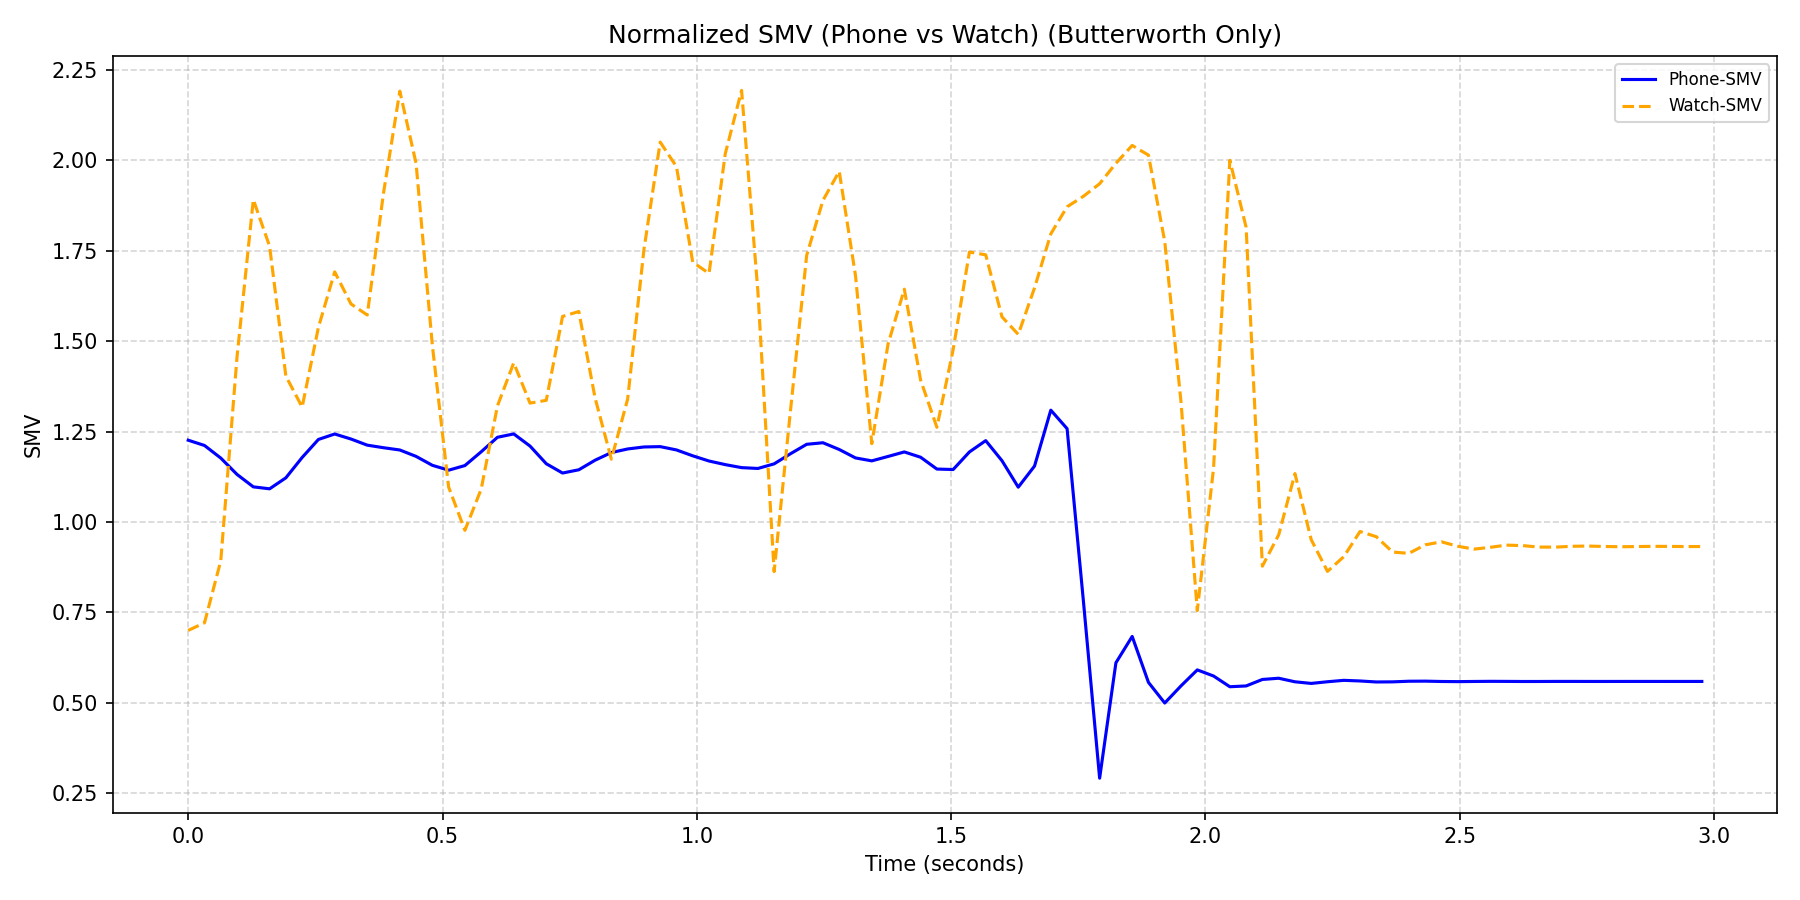 Normalized SMV (Phone vs Watch) (Butterworth Only)
Phone-SMV
Watch-SMV
2.25
2.00
1.75
1.50
1.25
1.00
0.75
0.50
0.25
SMV
0.0 0.5 1.0 1.5 2.0 2.5 3.0
Time (seconds)